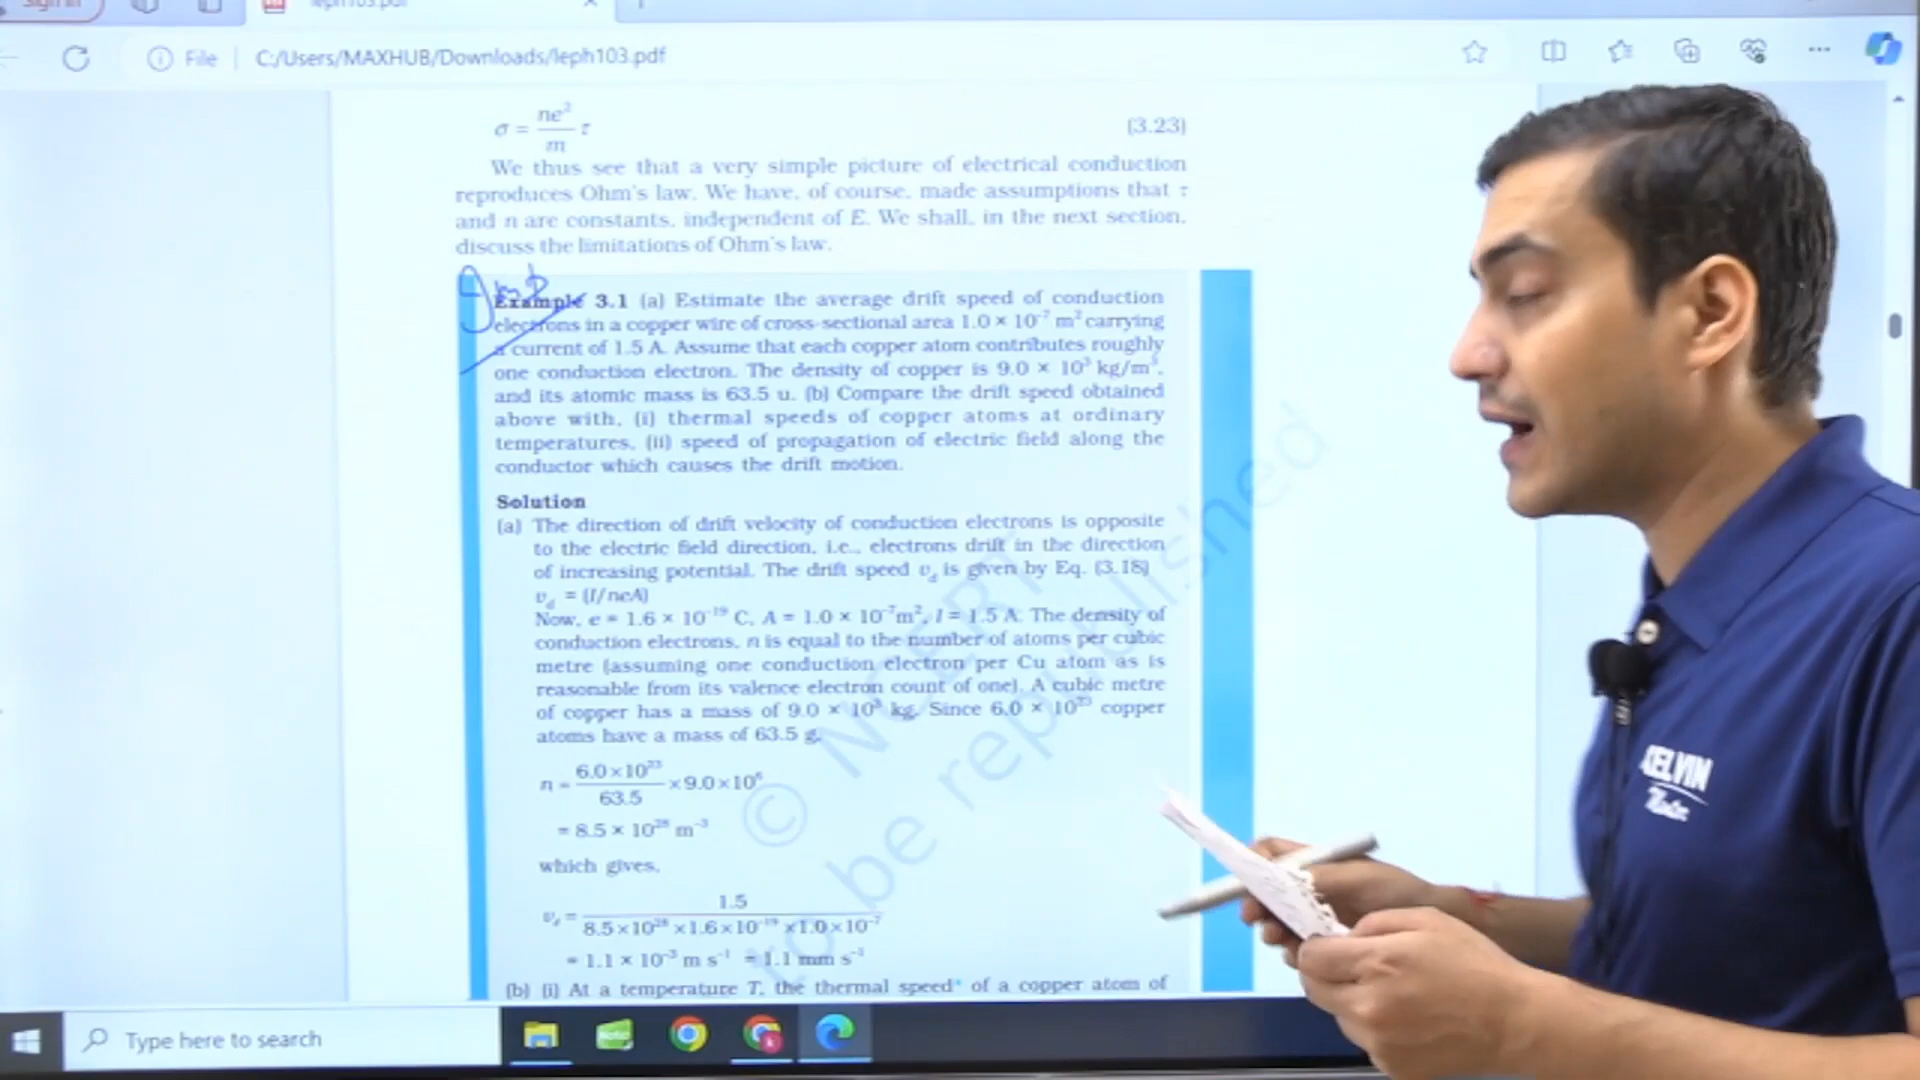 Sign in
leph103.pdf
File
C:/Users/MAXHUB/Downloads/leph103.pdf
σ = ne²/m τ (3.23)
We thus see that a very simple picture of electrical conduction
reproduces Ohm's law. We have, of course, made assumptions that τ
and n are constants, independent of E. We shall, in the next section,
discuss the limitations of Ohm's law.
Imp
Example 3.1 (a) Estimate the average drift speed of conduction
electrons in a copper wire of cross-sectional area 1.0 × 10⁻⁷ m² carrying
a current of 1.5 A. Assume that each copper atom contributes roughly
one conduction electron. The density of copper is 9.0 × 10³ kg/m³,
and its atomic mass is 63.5 u. (b) Compare the drift speed obtained
above with, (i) thermal speeds of copper atoms at ordinary
temperatures, (ii) speed of propagation of electric field along the
conductor which causes the drift motion.
Solution
(a) The direction of drift velocity of conduction electrons is opposite
to the electric field direction, i.e., electrons drift in the direction
of increasing potential. The drift speed v_d is given by Eq. (3.18)
v_d = (I/neA)
Now, e = 1.6 × 10⁻¹⁹ C, A = 1.0 × 10⁻⁷m², I = 1.5 A. The density of
conduction electrons, n is equal to the number of atoms per cubic
metre (assuming one conduction electron per Cu atom as is
reasonable from its valence electron count of one). A cubic metre
of copper has a mass of 9.0 × 10³ kg. Since 6.0 × 10²³ copper
atoms have a mass of 63.5 g,
n = 6.0×10²³/63.5 ×9.0×10⁶
= 8.5 × 10²⁸ m⁻³
which gives,
v_d = 1.5/8.5×10²⁸ ×1.6×10⁻¹⁹ ×1.0×10⁻⁷
= 1.1 × 10⁻³ m s⁻¹ = 1.1 mm s⁻¹
(b) (i) At a temperature T, the thermal speed* of a copper atom of
© NCERT
to be republished
KELVIN
Type here to search